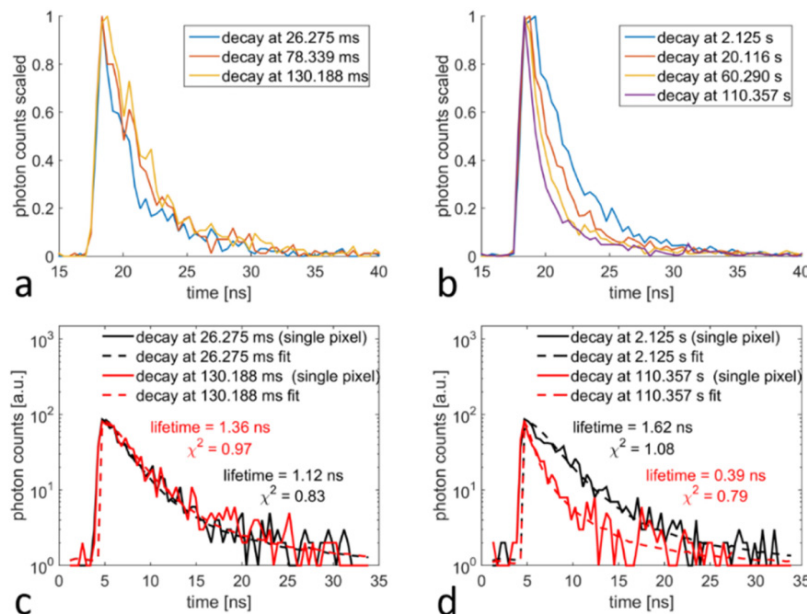 1
0.8
0.6
0.4
0.2
0
photon counts scaled
decay at 26.275 ms
decay at 78.339 ms
decay at 130.188 ms
15 20 25 30 35 40
time [ns]
a
1
0.8
0.6
0.4
0.2
0
photon counts scaled
decay at 2.125 s
decay at 20.116 s
decay at 60.290 s
decay at 110.357 s
15 20 25 30 35 40
time [ns]
b
10³
10²
10¹
10⁰
photon counts [a.u.]
decay at 26.275 ms (single pixel)
decay at 26.275 ms fit
decay at 130.188 ms (single pixel)
decay at 130.188 ms fit
lifetime = 1.36 ns
χ² = 0.97
lifetime = 1.12 ns
χ² = 0.83
0 5 10 15 20 25 30 35
time [ns]
c
10³
10²
10¹
10⁰
photon counts [a.u.]
decay at 2.125 s (single pixel)
decay at 2.125 s fit
decay at 110.357 s (single pixel)
decay at 110.357 s fit
lifetime = 1.62 ns
χ² = 1.08
lifetime = 0.39 ns
χ² = 0.79
0 5 10 15 20 25 30 35
time [ns]
d